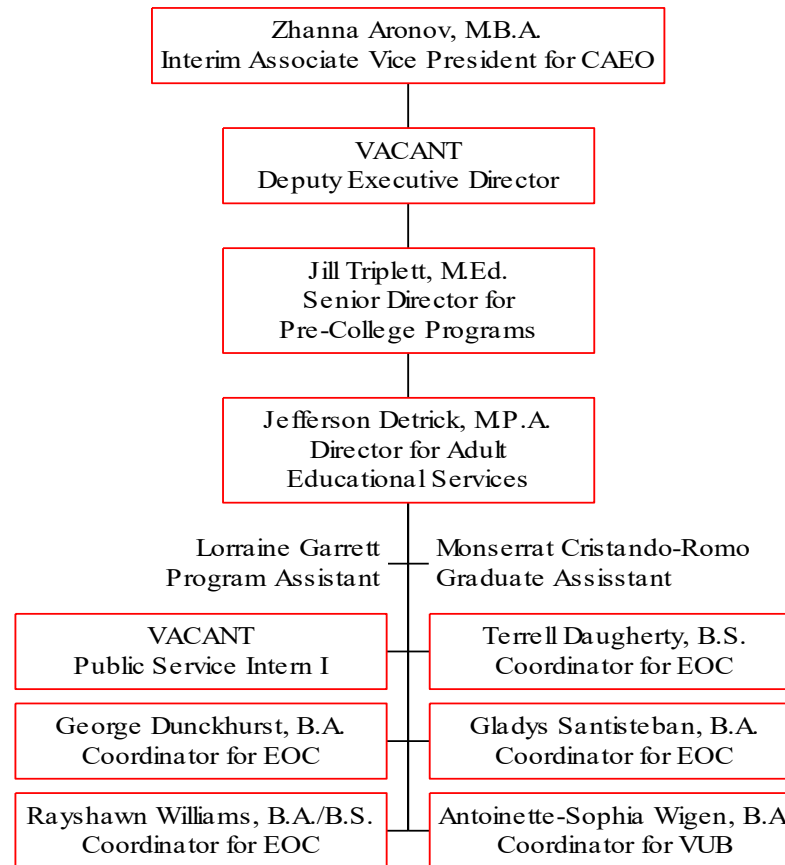 Zhanna Aronov, M.B.A.
Interim Associate Vice President for CAEO
VACANT
Deputy Executive Director
Jill Triplett, M.Ed.
Senior Director for
Pre-College Programs
Jefferson Detrick, M.P.A.
Director for Adult
Educational Services
Lorraine Garrett
Program Assistant
Monserrat Cristando-Romo
Graduate Assisstant
VACANT
Public Service Intern I
Terrell Daugherty, B.S.
Coordinator for EOC
George Dunckhurst, B.A.
Coordinator for EOC
Gladys Santisteban, B.A.
Coordinator for EOC
Rayshawn Williams, B.A./B.S.
Coordinator for EOC
Antoinette-Sophia Wigen, B.A
Coordinator for VUB